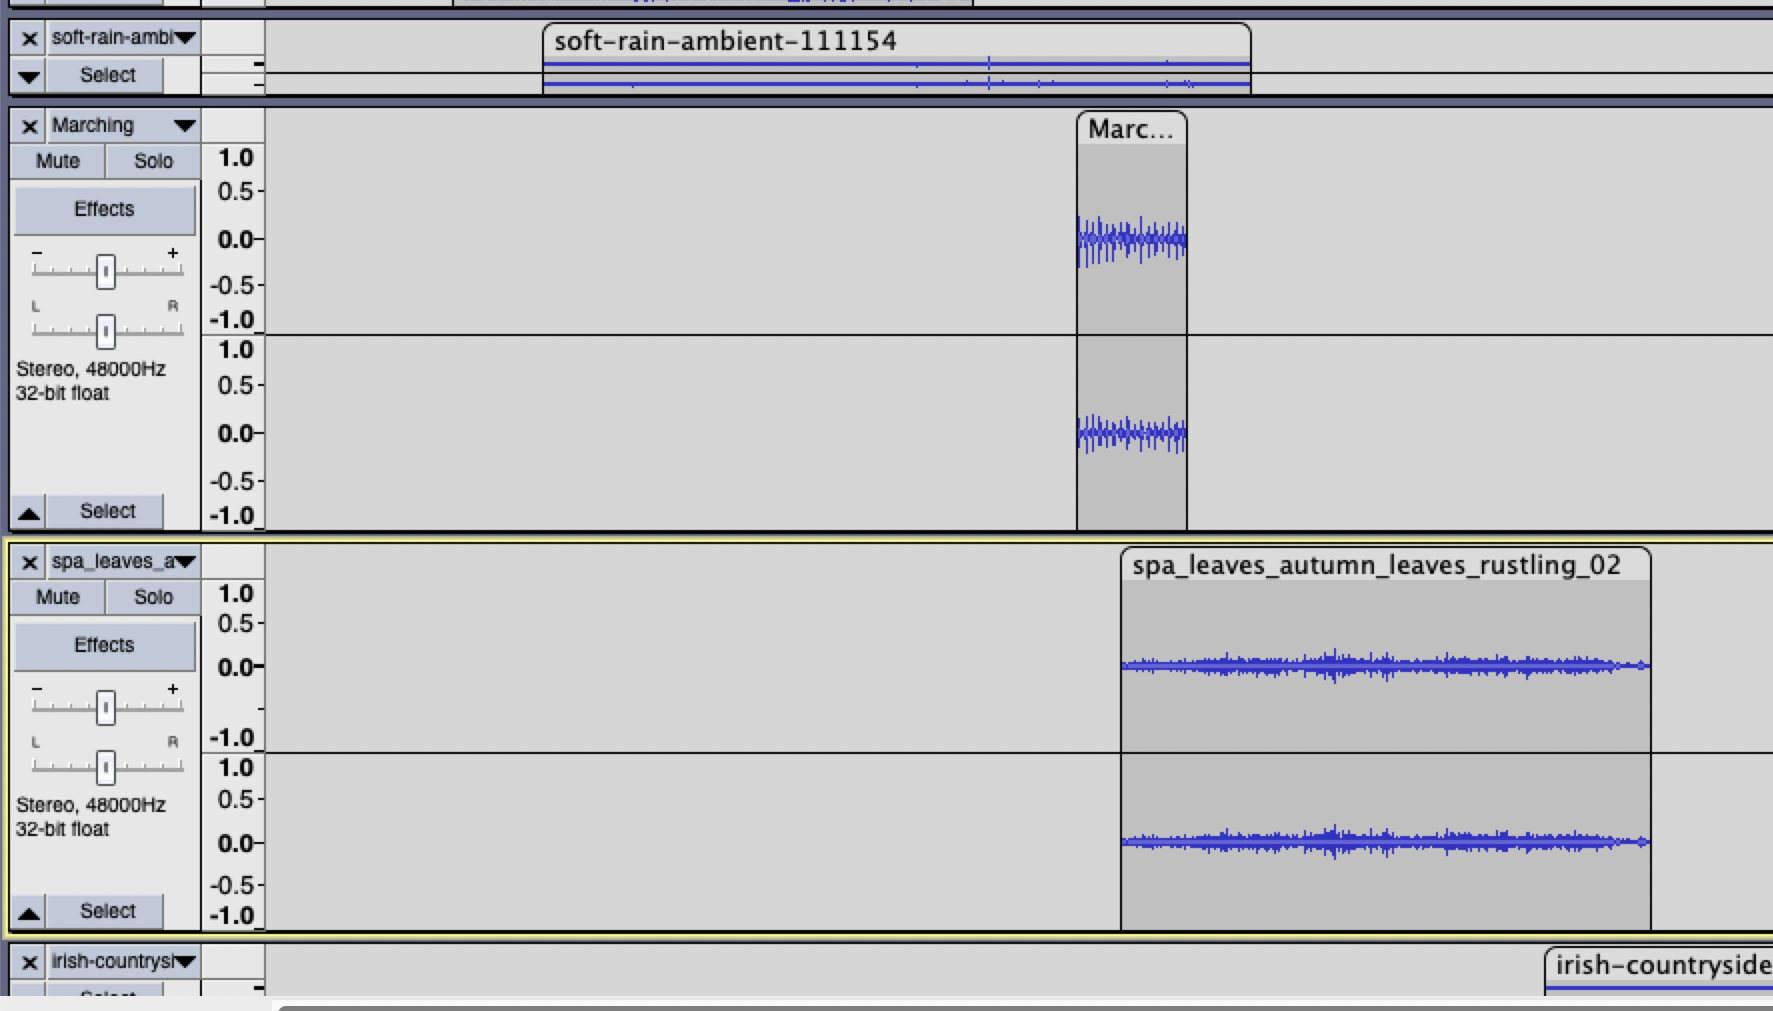 soft-rain-ambi
soft-rain-ambient-111154
Select
Marching
Marc...
Mute Solo
Effects
- +
L R
Stereo, 48000Hz
32-bit float
Select
1.0
0.5
0.0
-0.5
-1.0
1.0
0.5
0.0
-0.5
-1.0
spa_leaves_a
spa_leaves_autumn_leaves_rustling_02
Mute Solo
Effects
- +
L R
Stereo, 48000Hz
32-bit float
Select
1.0
0.5
0.0
-1.0
1.0
0.5
0.0
-0.5
-1.0
irish-countrysi
irish-countryside
Select